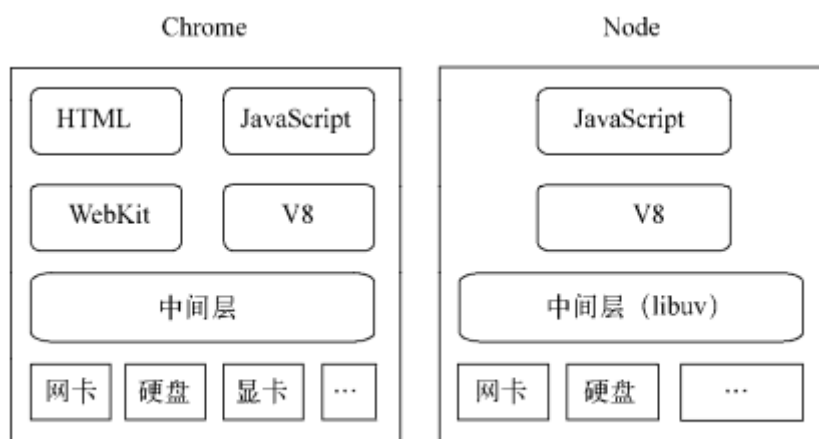 Chrome
HTML
JavaScript
WebKit
V8
中间层
网卡
硬盘
显卡
…
Node
JavaScript
V8
中间层（libuv）
网卡
硬盘
…